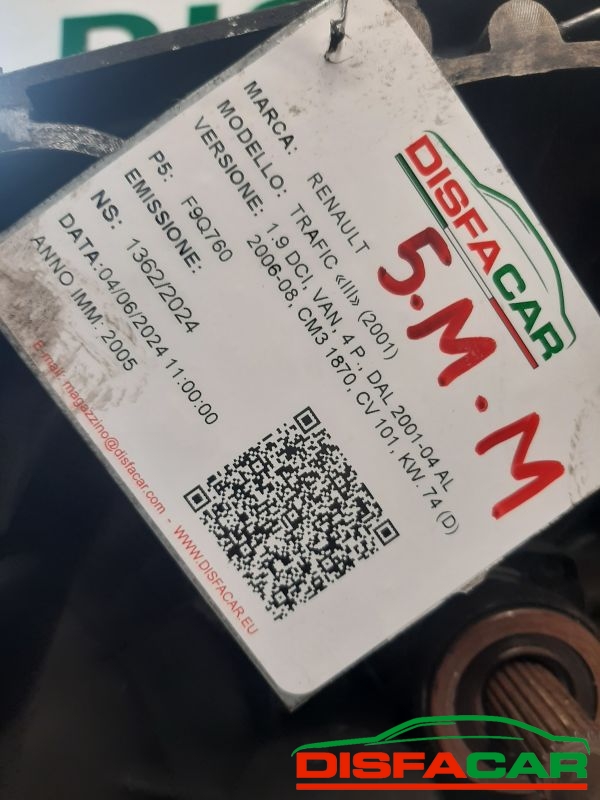 DISFACAR
5.M.M
MARCA: RENAULT
MODELLO: TRAFIC «III» (2001)
VERSIONE: 1.9 DCI, VAN, 4 P., DAL 2001-04 AL
2006-08, CM3 1870, CV 101, KW. 74 (D)
P5: F9Q760
EMISSIONE:
NS: 1362/2024
DATA: 04/06/2024 11:00:00
ANNO IMM: 2005
E-mail: magazzino@disfacar.com - WWW.DISFACAR.EU
DISFACAR